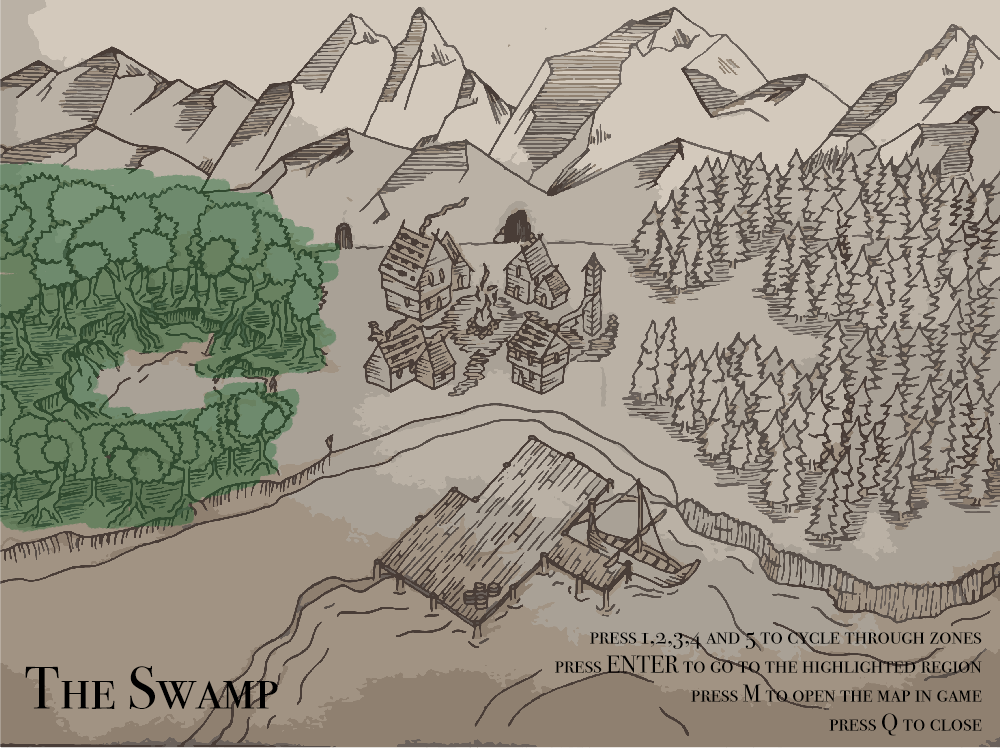 PRESS 1,2,3,4 AND 5 TO CYCLE THROUGH ZONES
PRESS ENTER TO GO TO THE HIGHLIGHTED REGION
PRESS M TO OPEN THE MAP IN GAME
PRESS Q TO CLOSE
THE SWAMP